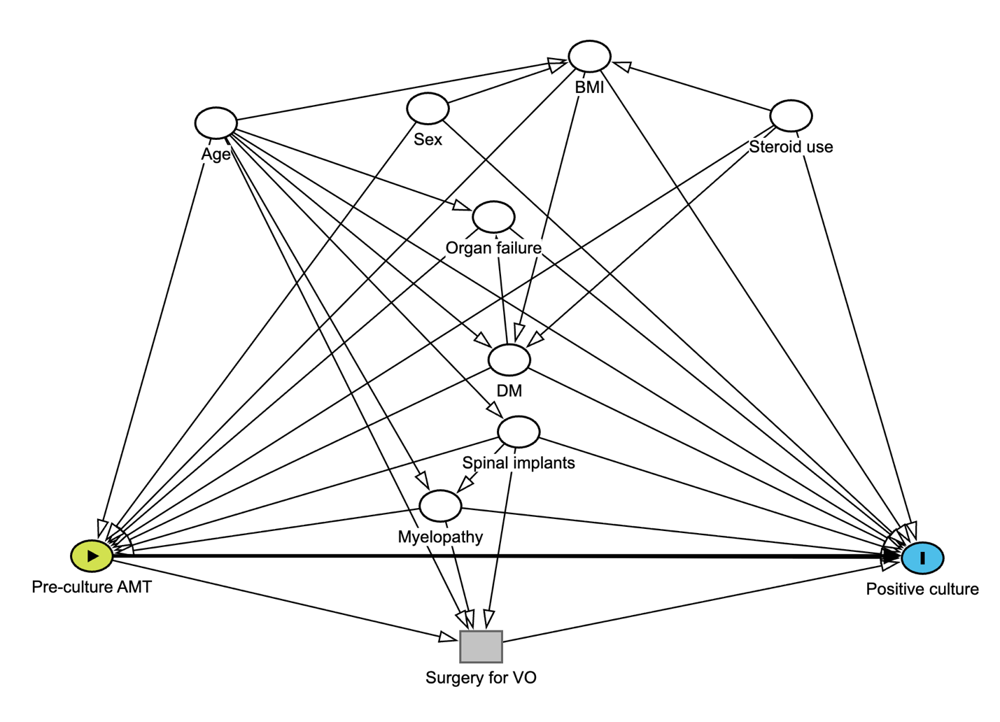 BMI
Sex
Age
Steroid use
Organ failure
DM
Spinal implants
Myelopathy
Pre-culture AMT
Positive culture
Surgery for VO